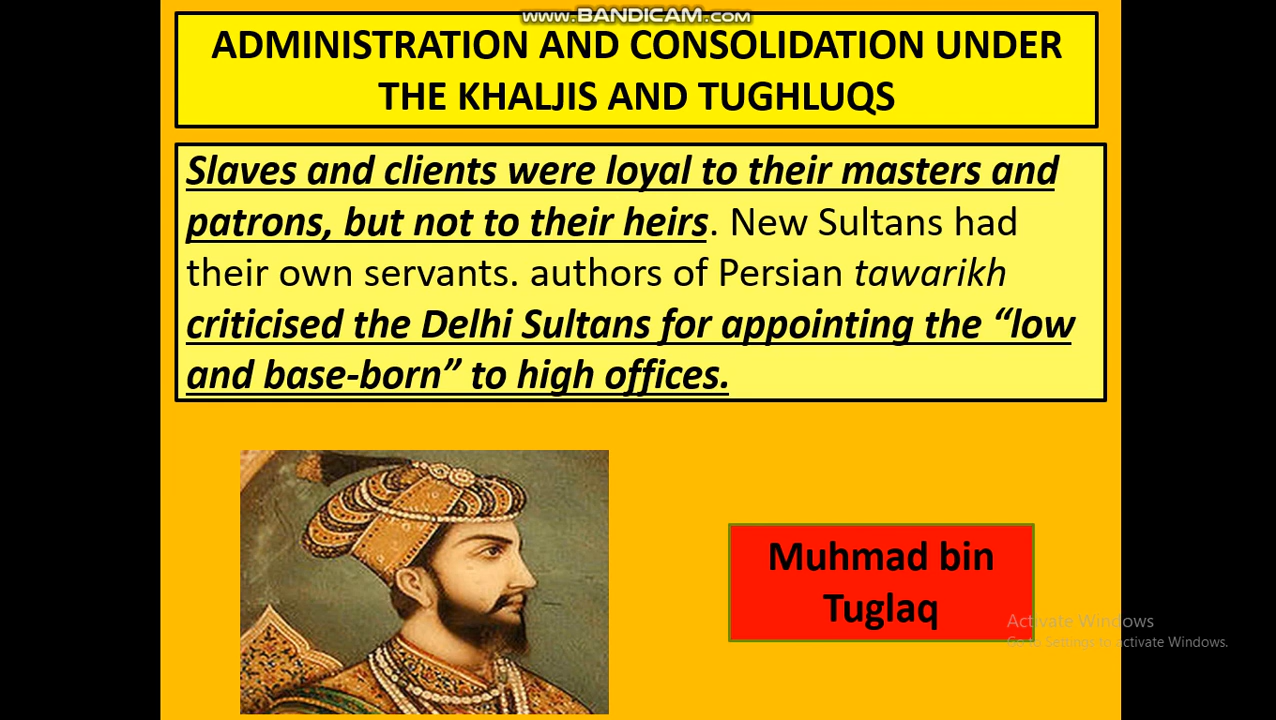 www.BANDICAM.com
ADMINISTRATION AND CONSOLIDATION UNDER
THE KHALJIS AND TUGHLUQS
Slaves and clients were loyal to their masters and
patrons, but not to their heirs. New Sultans had
their own servants. authors of Persian tawarikh
criticised the Delhi Sultans for appointing the “low
and base-born” to high offices.
Muhmad bin
Tuglaq
Activate Windows
Go to Settings to activate Windows.